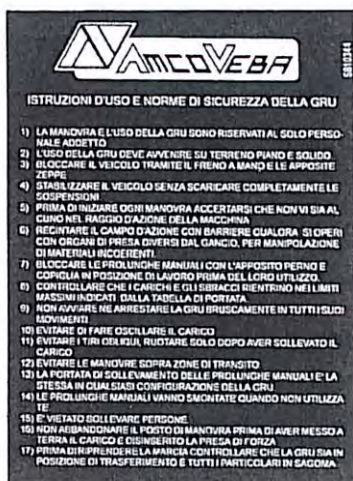 AMCOVEBA
5810344
ISTRUZIONI D'USO E NORME DI SICUREZZA DELLA GRU
1) LA MANOVRA E L'USO DELLA GRU SONO RISERVATI AL SOLO PERSO-
NALE ADDETTO
2) L'USO DELLA GRU DEVE AVVENIRE SU TERRENO PIANO E SOLIDO.
3) BLOCCARE IL VEICOLO TRAMITE IL FRENO A MANO E LE APPOSITE
ZEPPE
4) STABILIZZARE IL VEICOLO SENZA SCARICARE COMPLETAMENTE LE
SOSPENSIONI
5) PRIMA DI INIZIARE OGNI MANOVRA ACCERTARSI CHE NON VI SIA AL
CUNO NEL RAGGIO D'AZIONE DELLA MACCHINA
6) RECINTARE IL CAMPO D'AZIONE CON BARRIERE QUALORA SI OPERI
CON ORGANI DI PRESA DIVERSI DAL GANCIO, PER MANIPOLAZIONE
DI MATERIALI INCOERENTI.
7) BLOCCARE LE PROLUNGHE MANUALI CON L'APPOSITO PERNO E
COPIGLIA IN POSIZIONE DI LAVORO PRIMA DEL LORO UTILIZZO.
8) CONTROLLARE CHE I CARICHI E GLI SBRACCI RIENTRINO NEI LIMITI
MASSIMI INDICATI DALLA TABELLA DI PORTATA.
9) NON AVVIARE NE ARRESTARE LA GRU BRUSCAMENTE IN TUTTI I SUOI
MOVIMENTI
10) EVITARE DI FARE OSCILLARE IL CARICO
11) EVITARE I TIRI OBLIQUI, RUOTARE SOLO DOPO AVER SOLLEVATO IL
CARICO
12) EVITARE LE MANOVRE SOPRA ZONE DI TRANSITO
13) LA PORTATA DI SOLLEVAMENTO DELLE PROLUNGHE MANUALI E' LA
STESSA IN QUALSIASI CONFIGURAZIONE DELLA GRU
14) LE PROLUNGHE MANUALI VANNO SMONTATE QUANDO NON UTILIZZA
TE
15) E' VIETATO SOLLEVARE PERSONE
16) NON ABBANDONARE IL POSTO DI MANOVRA PRIMA DI AVER MESSO A
TERRA IL CARICO E DISINSERITO LA PRESA DI FORZA
17) PRIMA DI RIPRENDERE LA MARCIA CONTROLLARE CHE LA GRU SIA IN
POSIZIONE DI TRASFERIMENTO E TUTTI I PARTICOLARI IN SAGOMA